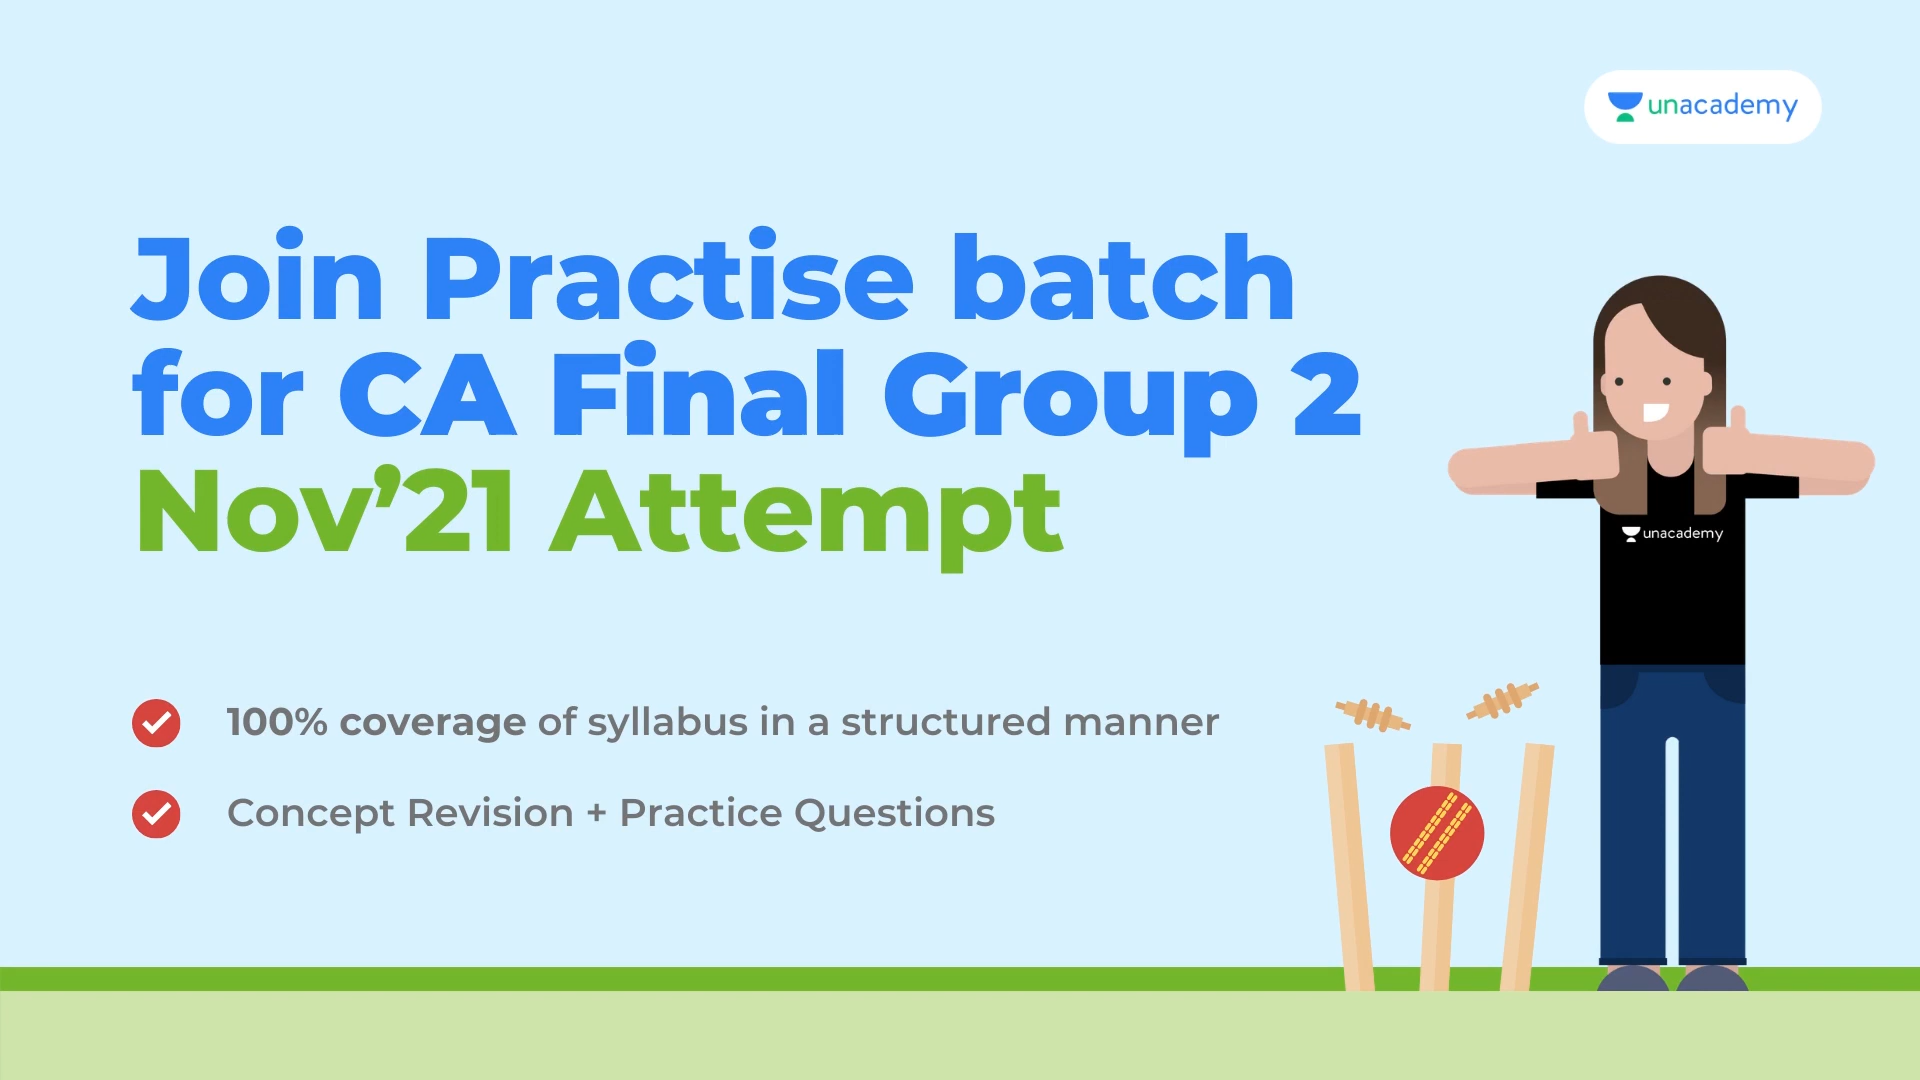 unacademy
Join Practise batch
for CA Final Group 2
Nov’21 Attempt
unacademy
100% coverage of syllabus in a structured manner
Concept Revision + Practice Questions